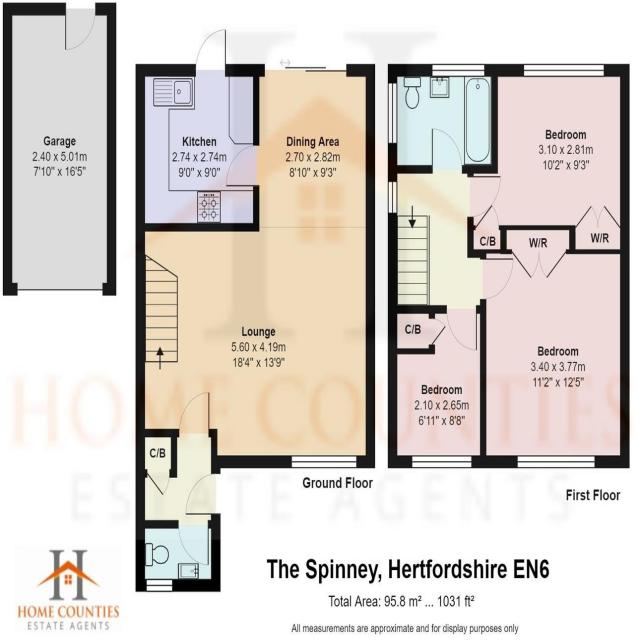 Garage
2.40 x 5.01m
7'10" x 16'5"
Kitchen
2.74 x 2.74m
9'0" x 9'0"
Dining Area
2.70 x 2.82m
8'10" x 9'3"
Lounge
5.60 x 4.19m
18'4" x 13'9"
C/B
Ground Floor
Bedroom
3.10 x 2.81m
10'2" x 9'3"
C/B
W/R
W/R
C/B
Bedroom
3.40 x 3.77m
11'2" x 12'5"
Bedroom
2.10 x 2.65m
6'11" x 8'8"
First Floor
HOME COUNTIES
ESTATE AGENTS
HOME COUNTIES
ESTATE AGENTS
The Spinney, Hertfordshire EN6
Total Area: 95.8 m² ... 1031 ft²
All measurements are approximate and for display purposes only